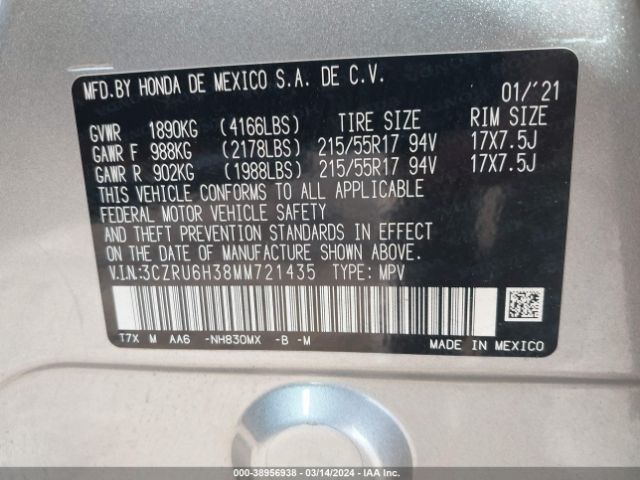 MFD.BY HONDA DE MEXICO S.A. DE C.V. 01/'21
GVWR 1890KG (4166LBS) TIRE SIZE RIM SIZE
GAWR F 988KG (2178LBS) 215/55R17 94V 17X7.5J
GAWR R 902KG (1988LBS) 215/55R17 94V 17X7.5J
THIS VEHICLE CONFORMS TO ALL APPLICABLE
FEDERAL MOTOR VEHICLE SAFETY
AND THEFT PREVENTION STANDARDS IN EFFECT
ON THE DATE OF MANUFACTURE SHOWN ABOVE.
V.I.N:3CZRU6H38MM721435 TYPE: MPV
T7X M AA6 -NH830MX -B -M
MADE IN MEXICO
000-38956938 - 03/14/2024 - IAA, Inc.